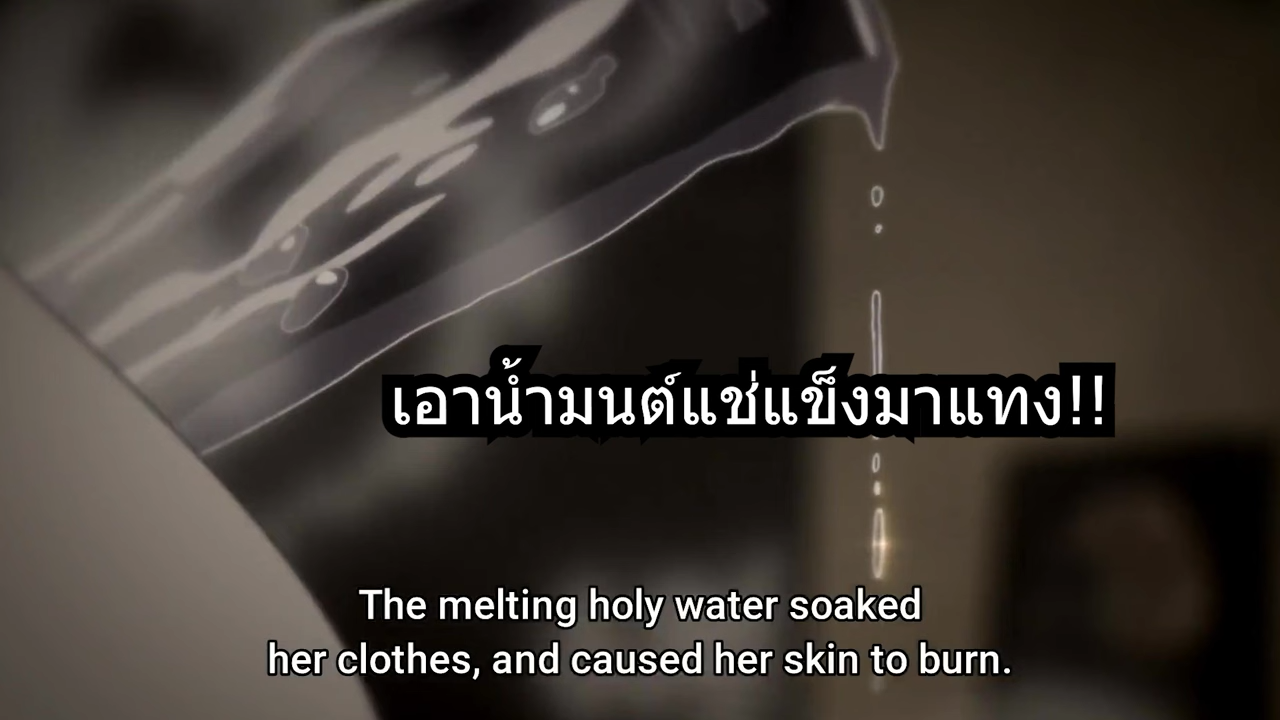 เอาน้ำมนต์แช่แข็งมาแทง!!
The melting holy water soaked
her clothes, and caused her skin to burn.